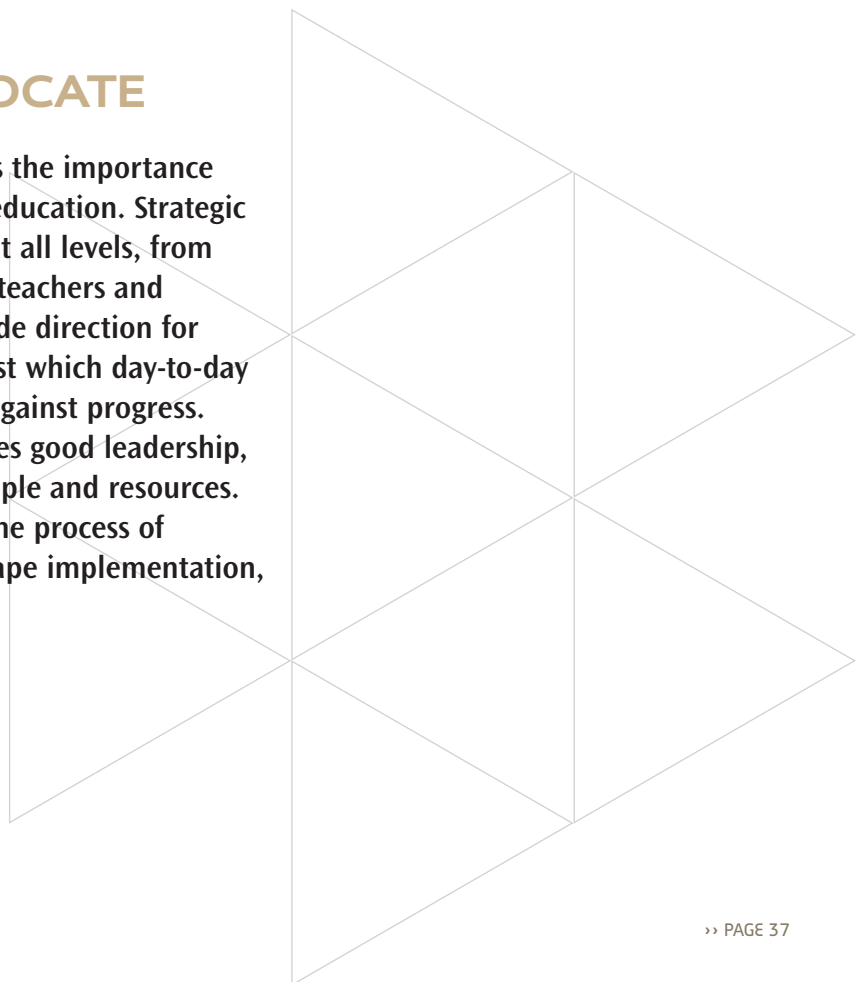 OCATE
s the importance
education. Strategic
t all levels, from
teachers and
de direction for
st which day-to-day
gainst progress.
es good leadership,
ple and resources.
he process of
ape implementation,
›› PAGE 37